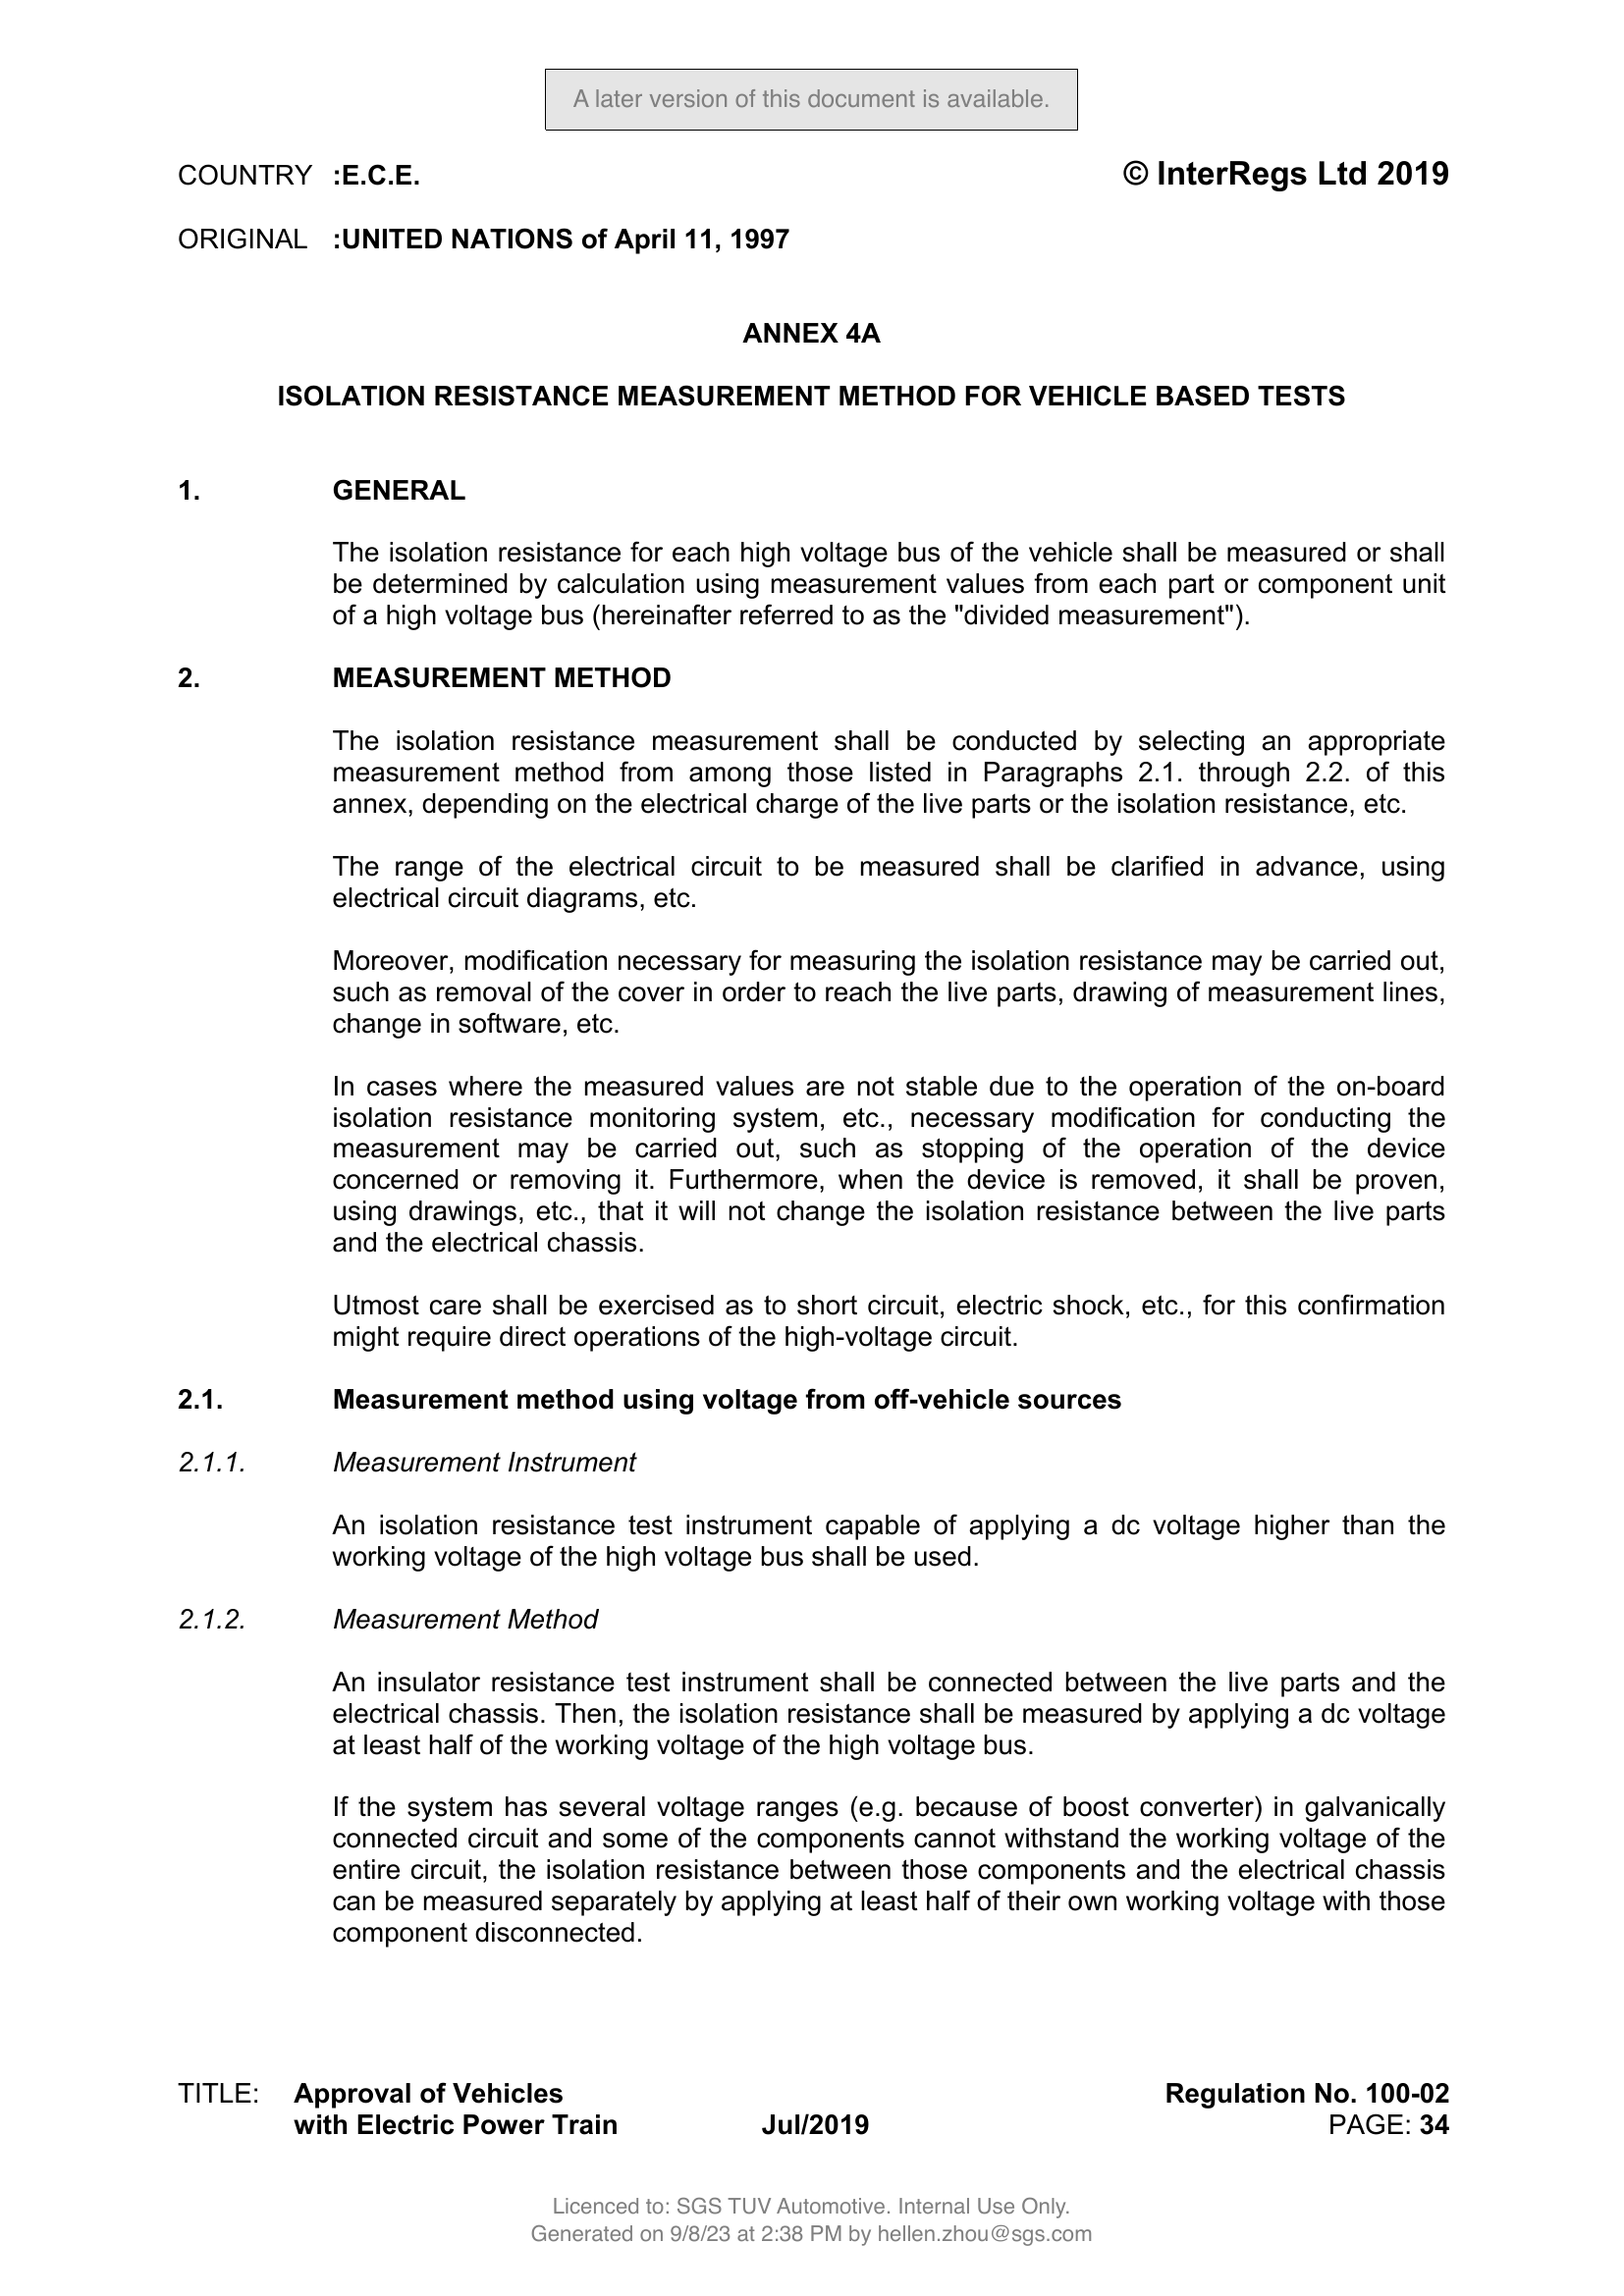 A later version of this document is available.
COUNTRY :E.C.E. © InterRegs Ltd 2019
ORIGINAL :UNITED NATIONS of April 11, 1997
ANNEX 4A
ISOLATION RESISTANCE MEASUREMENT METHOD FOR VEHICLE BASED TESTS
1. GENERAL
The isolation resistance for each high voltage bus of the vehicle shall be measured or shall
be determined by calculation using measurement values from each part or component unit
of a high voltage bus (hereinafter referred to as the "divided measurement").
2. MEASUREMENT METHOD
The isolation resistance measurement shall be conducted by selecting an appropriate
measurement method from among those listed in Paragraphs 2.1. through 2.2. of this
annex, depending on the electrical charge of the live parts or the isolation resistance, etc.
The range of the electrical circuit to be measured shall be clarified in advance, using
electrical circuit diagrams, etc.
Moreover, modification necessary for measuring the isolation resistance may be carried out,
such as removal of the cover in order to reach the live parts, drawing of measurement lines,
change in software, etc.
In cases where the measured values are not stable due to the operation of the on-board
isolation resistance monitoring system, etc., necessary modification for conducting the
measurement may be carried out, such as stopping of the operation of the device
concerned or removing it. Furthermore, when the device is removed, it shall be proven,
using drawings, etc., that it will not change the isolation resistance between the live parts
and the electrical chassis.
Utmost care shall be exercised as to short circuit, electric shock, etc., for this confirmation
might require direct operations of the high-voltage circuit.
2.1. Measurement method using voltage from off-vehicle sources
2.1.1. Measurement Instrument
An isolation resistance test instrument capable of applying a dc voltage higher than the
working voltage of the high voltage bus shall be used.
2.1.2. Measurement Method
An insulator resistance test instrument shall be connected between the live parts and the
electrical chassis. Then, the isolation resistance shall be measured by applying a dc voltage
at least half of the working voltage of the high voltage bus.
If the system has several voltage ranges (e.g. because of boost converter) in galvanically
connected circuit and some of the components cannot withstand the working voltage of the
entire circuit, the isolation resistance between those components and the electrical chassis
can be measured separately by applying at least half of their own working voltage with those
component disconnected.
TITLE: Approval of Vehicles Regulation No. 100-02
with Electric Power Train Jul/2019 PAGE: 34
Licenced to: SGS TUV Automotive. Internal Use Only.
Generated on 9/8/23 at 2:38 PM by hellen.zhou@sgs.com